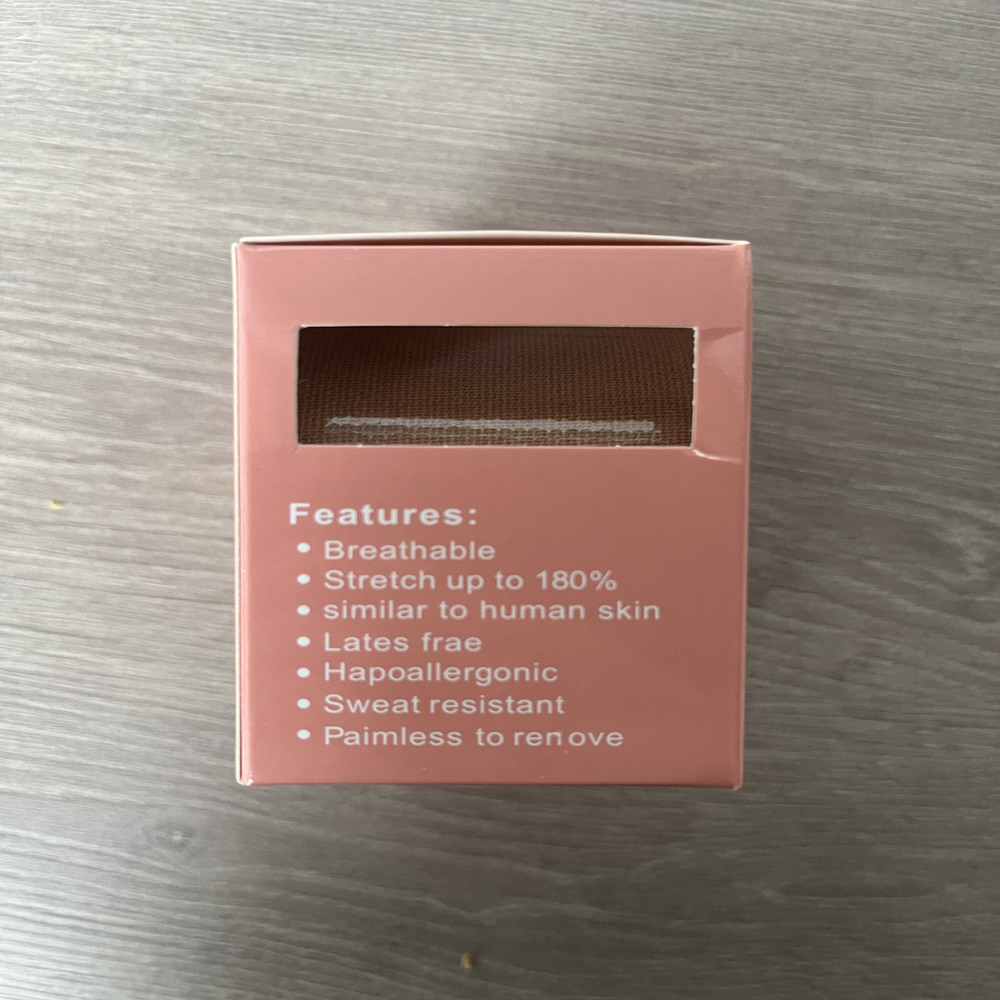 Features:
• Breathable
• Stretch up to 180%
• similar to human skin
• Lates frae
• Hapoallergonic
• Sweat resistant
• Paimless to renove